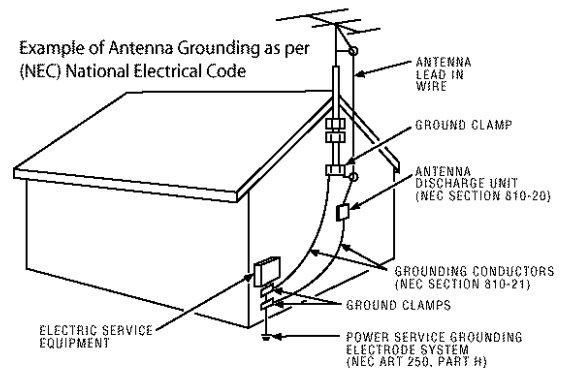 Example of Antenna Grounding as per
(NEC) National Electrical Code
ANTENNA
LEAD IN
WIRE
GROUND CLAMP
ANTENNA
DISCHARGE UNIT
(NEC SECTION 810-20)
GROUNDING CONDUCTORS
(NEC SECTION 810-21)
GROUND CLAMPS
ELECTRIC SERVICE
EQUIPMENT
POWER SERVICE GROUNDING
ELECTRODE SYSTEM
(NEC ART 250, PART H)